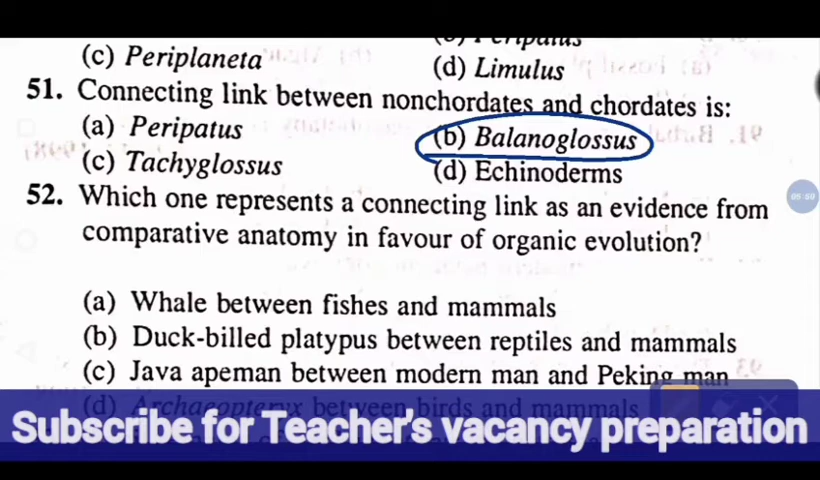 (c) Periplaneta
(b) Peripatus
(d) Limulus
51. Connecting link between nonchordates and chordates is:
(a) Peripatus
(b) Balanoglossus
(c) Tachyglossus
(d) Echinoderms
52. Which one represents a connecting link as an evidence from
comparative anatomy in favour of organic evolution?
(a) Whale between fishes and mammals
(b) Duck-billed platypus between reptiles and mammals
(c) Java apeman between modern man and Peking man
(d) Archaeopteryx between birds and mammals
Subscribe for Teacher's vacancy preparation